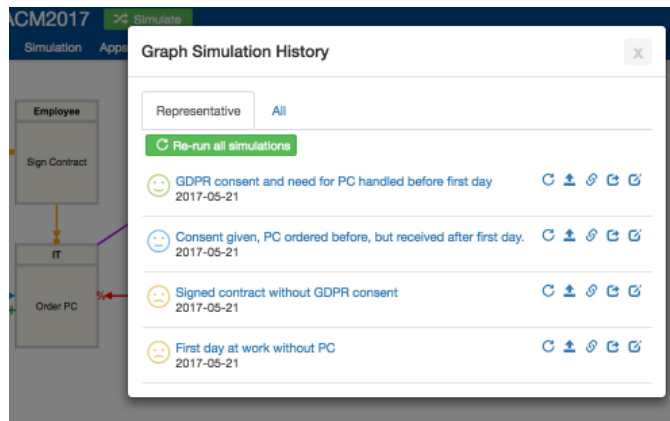 ACM2017
Simulate
Simulation Apps
Graph Simulation History
x
Representative All
Re-run all simulations
GDPR consent and need for PC handled before first day
2017-05-21
Consent given, PC ordered before, but received after first day.
2017-05-21
Signed contract without GDPR consent
2017-05-21
First day at work without PC
2017-05-21
Employee
Sign Contract
IT
Order PC
%